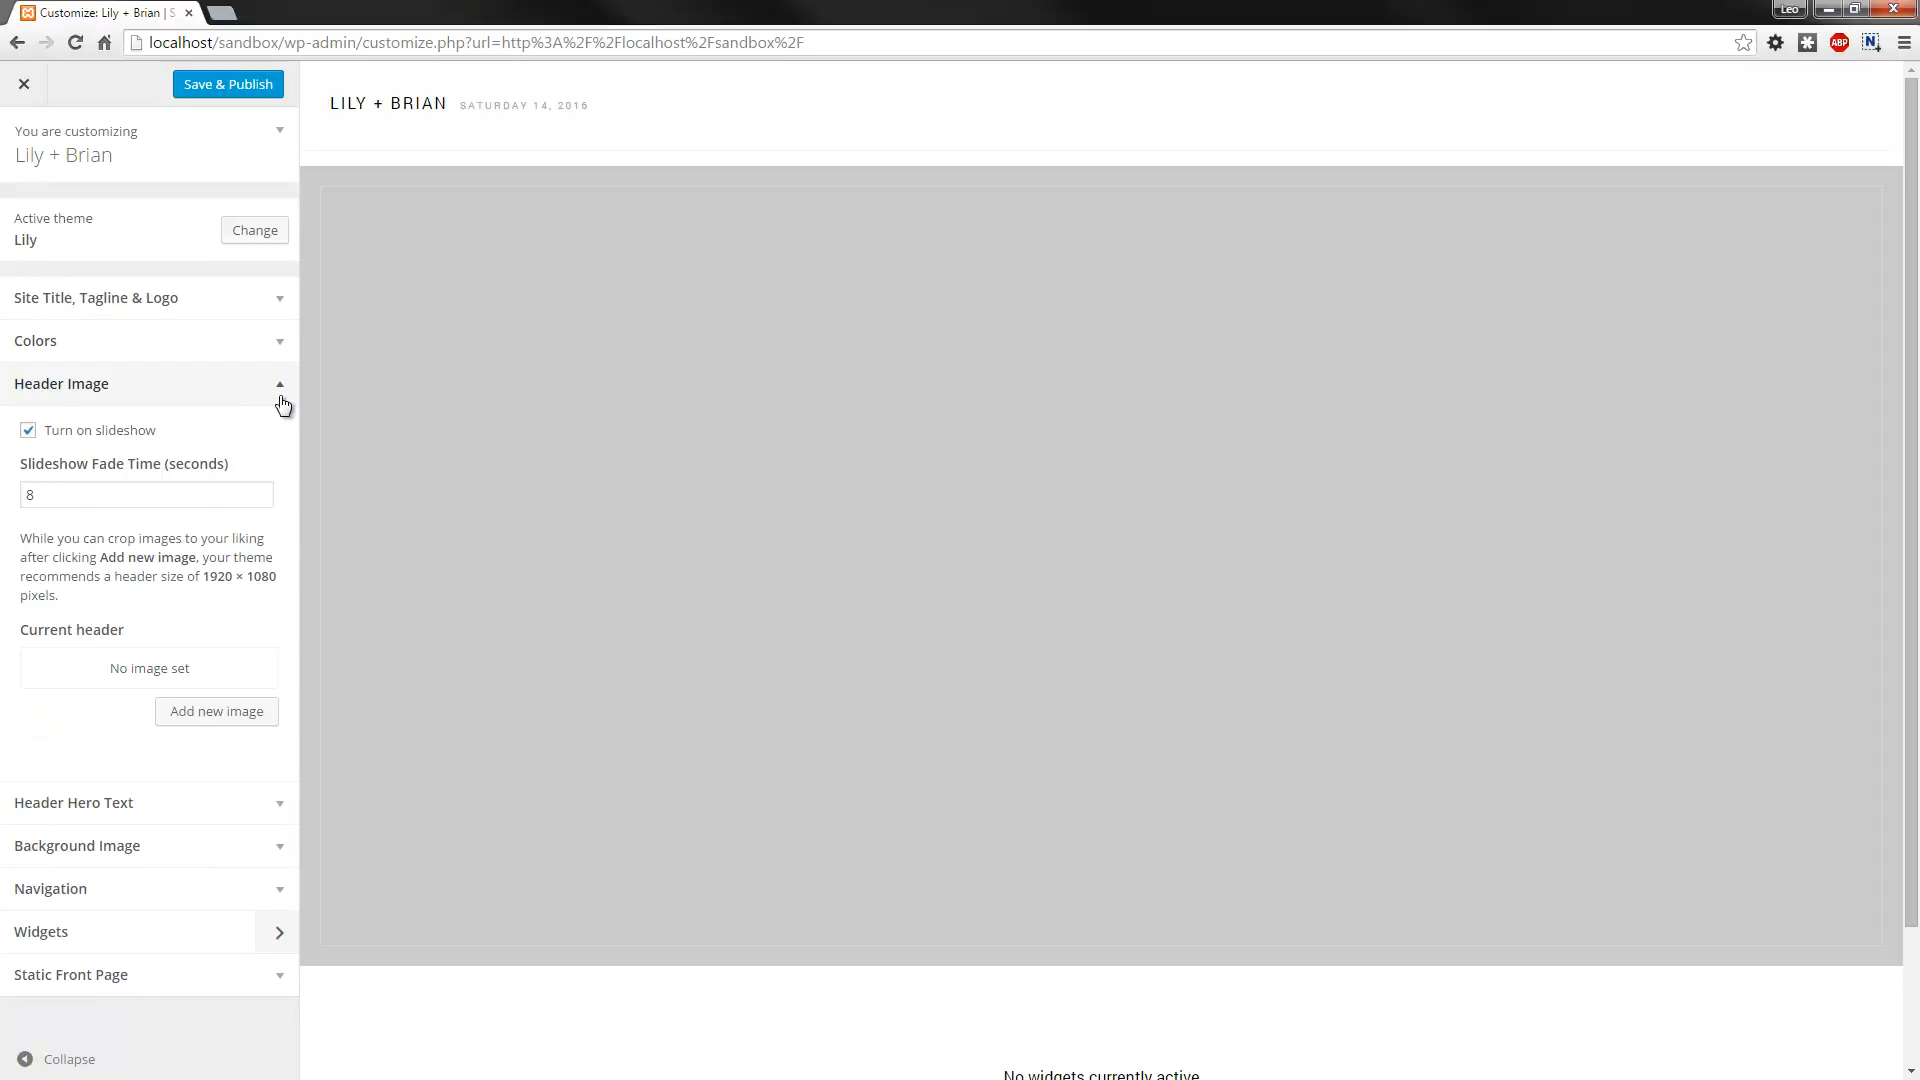 Customize: Lily + Brian | S
Leo
localhost/sandbox/wp-admin/customize.php?url=http%3A%2F%2Flocalhost%2Fsandbox%2F
ABP
N
Save & Publish
You are customizing
Lily + Brian
Active theme
Lily
Change
Site Title, Tagline & Logo
Colors
Header Image
Turn on slideshow
Slideshow Fade Time (seconds)
8
While you can crop images to your liking
after clicking Add new image, your theme
recommends a header size of 1920 × 1080
pixels.
Current header
No image set
Add new image
Header Hero Text
Background Image
Navigation
Widgets
Static Front Page
Collapse
LILY + BRIAN SATURDAY 14, 2016
No widgets currently active